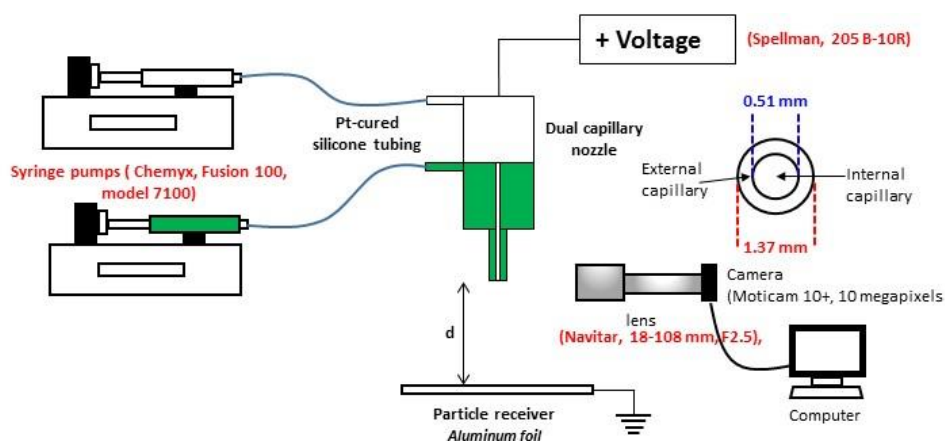 + Voltage
(Spellman, 205 B-10R)
Pt-cured
silicone tubing
Dual capillary
nozzle
0.51 mm
External
capillary
Internal
capillary
1.37 mm
Syringe pumps ( Chemyx, Fusion 100,
model 7100)
Camera
(Moticam 10+, 10 megapixels
lens
(Navitar, 18-108 mm, F2.5),
d
Particle receiver
Aluminum foil
Computer